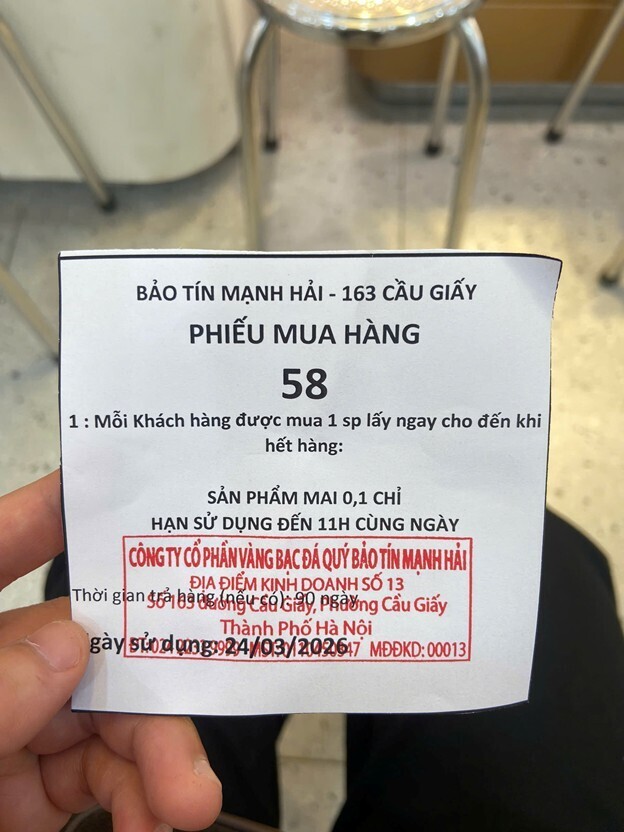 BẢO TÍN MẠNH HẢI - 163 CẦU GIẤY
PHIẾU MUA HÀNG
58
1 : Mỗi Khách hàng được mua 1 sp lấy ngay cho đến khi
hết hàng:
SẢN PHẨM MAI 0,1 CHỈ
HẠN SỬ DỤNG ĐẾN 11H CÙNG NGÀY
CÔNG TY CỔ PHẦN VÀNG BẠC ĐÁ QUÝ BẢO TÍN MẠNH HẢI
ĐỊA ĐIỂM KINH DOANH SỐ 13
Thời gian trả hàng (nếu có): 90 ngày
Số 163 đường Cầu Giấy, Phường Cầu Giấy
Thành Phố Hà Nội
gày sử dụng: 24/03/2026
MĐĐKD: 00013